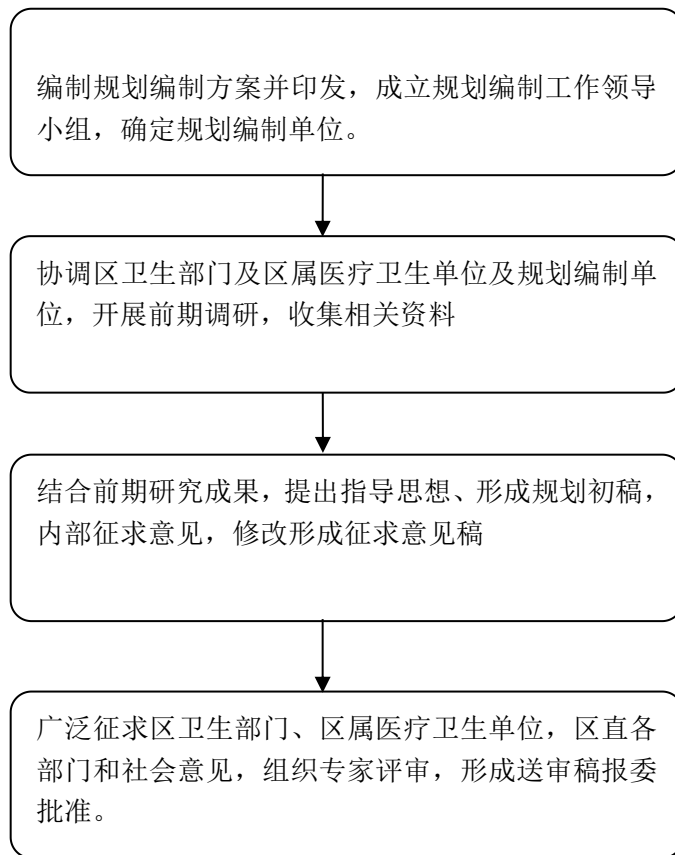 编制规划编制方案并印发，成立规划编制工作领导
小组，确定规划编制单位。
协调区卫生部门及区属医疗卫生单位及规划编制单
位，开展前期调研，收集相关资料
结合前期研究成果，提出指导思想、形成规划初稿，
内部征求意见，修改形成征求意见稿
广泛征求区卫生部门、区属医疗卫生单位，区直各
部门和社会意见，组织专家评审，形成送审稿报委
批准。